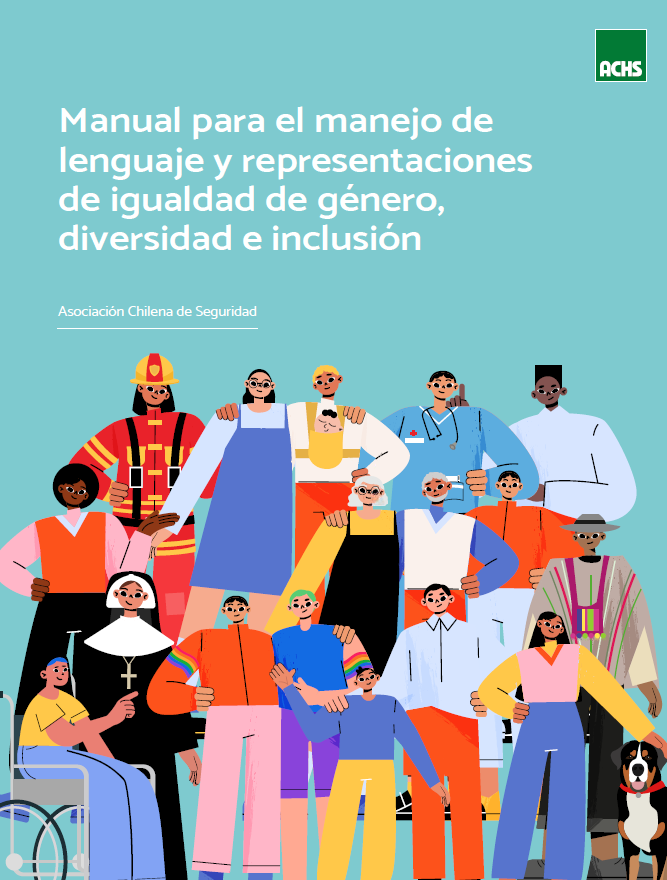 ACHS
Manual para el manejo de
lenguaje y representaciones
de igualdad de género,
diversidad e inclusión
Asociación Chilena de Seguridad